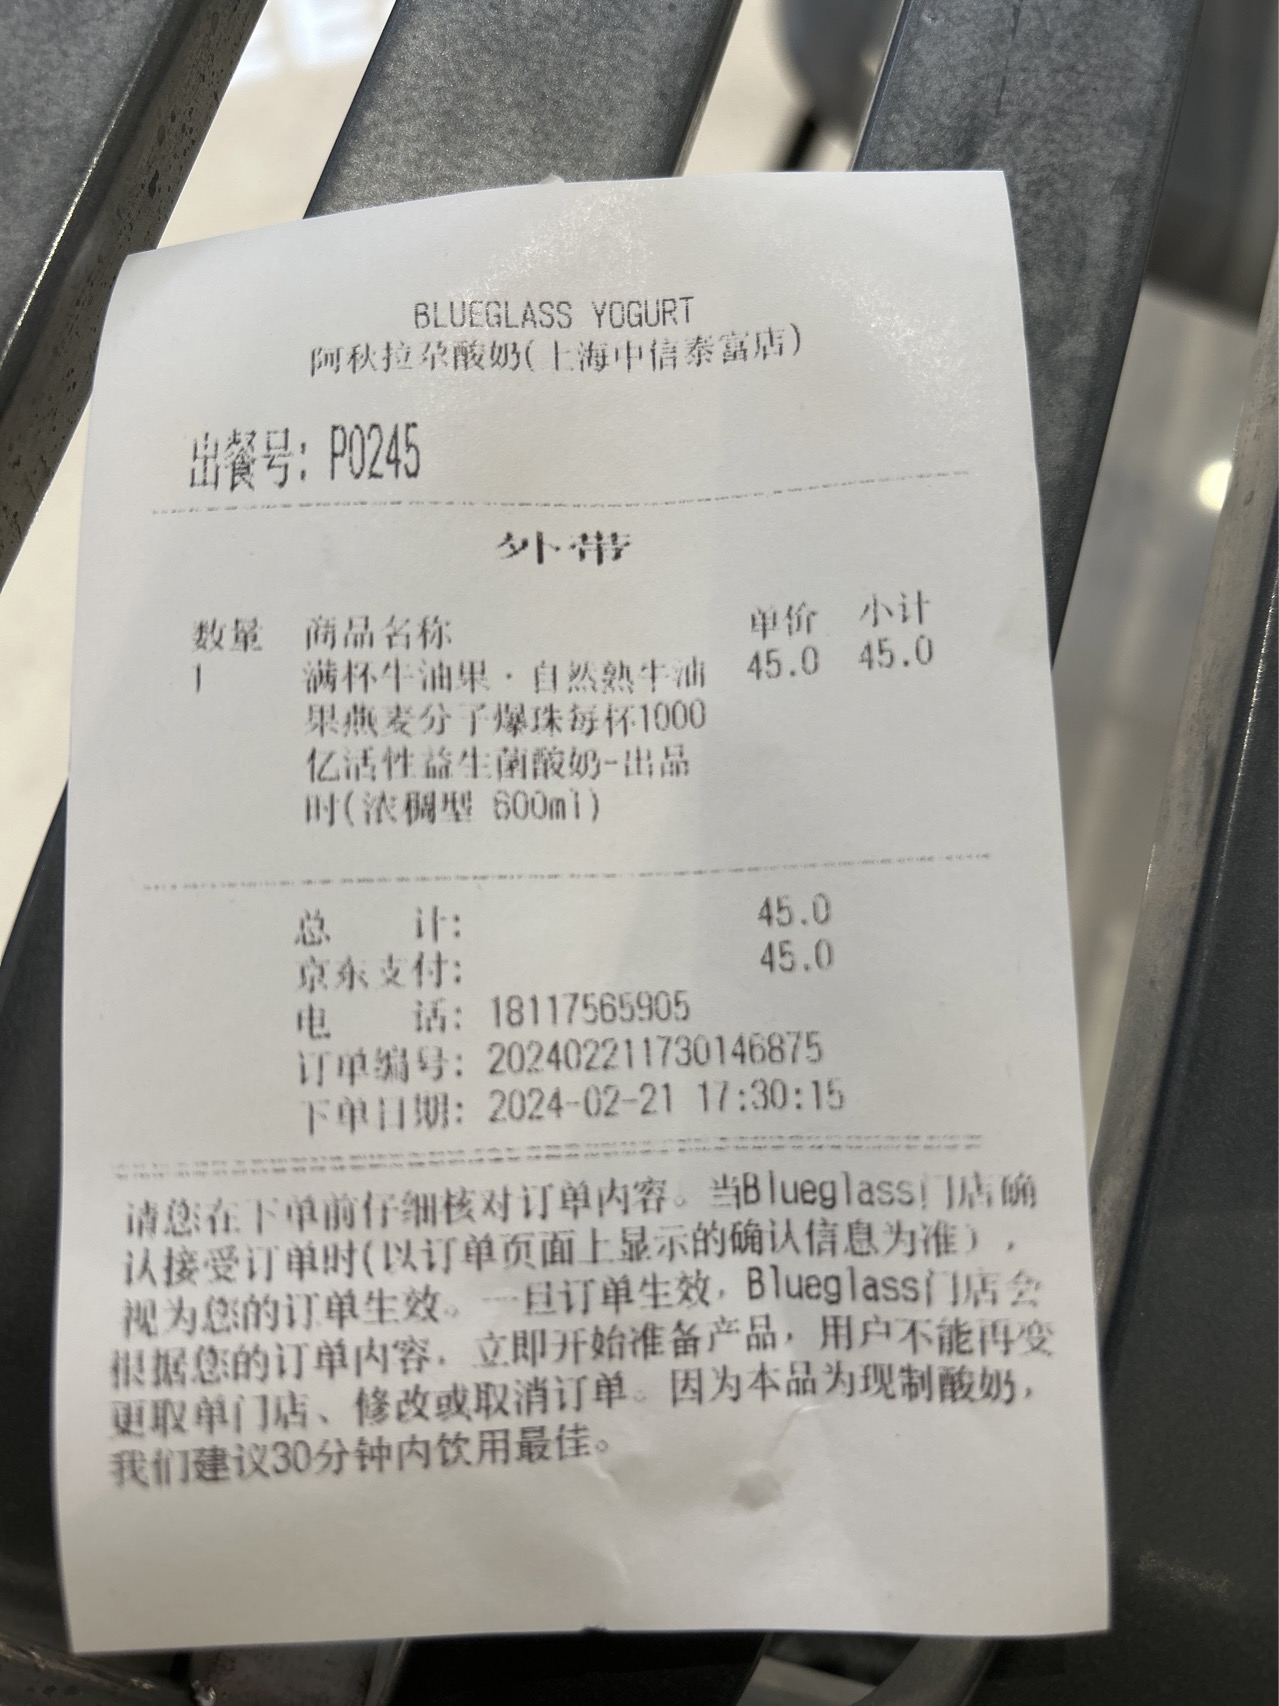 BLUEGLASS YOGURT
阿秋拉尕酸奶(上海中信泰富店)
出餐号: P0245
外带
数量 商品名称 单价 小计
1 满杯牛油果·自然熟牛油 45.0 45.0
果燕麦分子爆珠每杯1000
亿活性益生菌酸奶-出品
时(浓稠型 600ml)
总 计: 45.0
京东支付: 45.0
电 话: 18117565905
订单编号: 202402211730146875
下单日期: 2024-02-21 17:30:15
请您在下单前仔细核对订单内容。当Blueglass门店确
认接受订单时(以订单页面上显示的确认信息为准),
视为您的订单生效。一旦订单生效,Blueglass门店会
根据您的订单内容,立即开始准备产品,用户不能再变
更取单门店、修改或取消订单。因为本品为现制酸奶,
我们建议30分钟内饮用最佳。